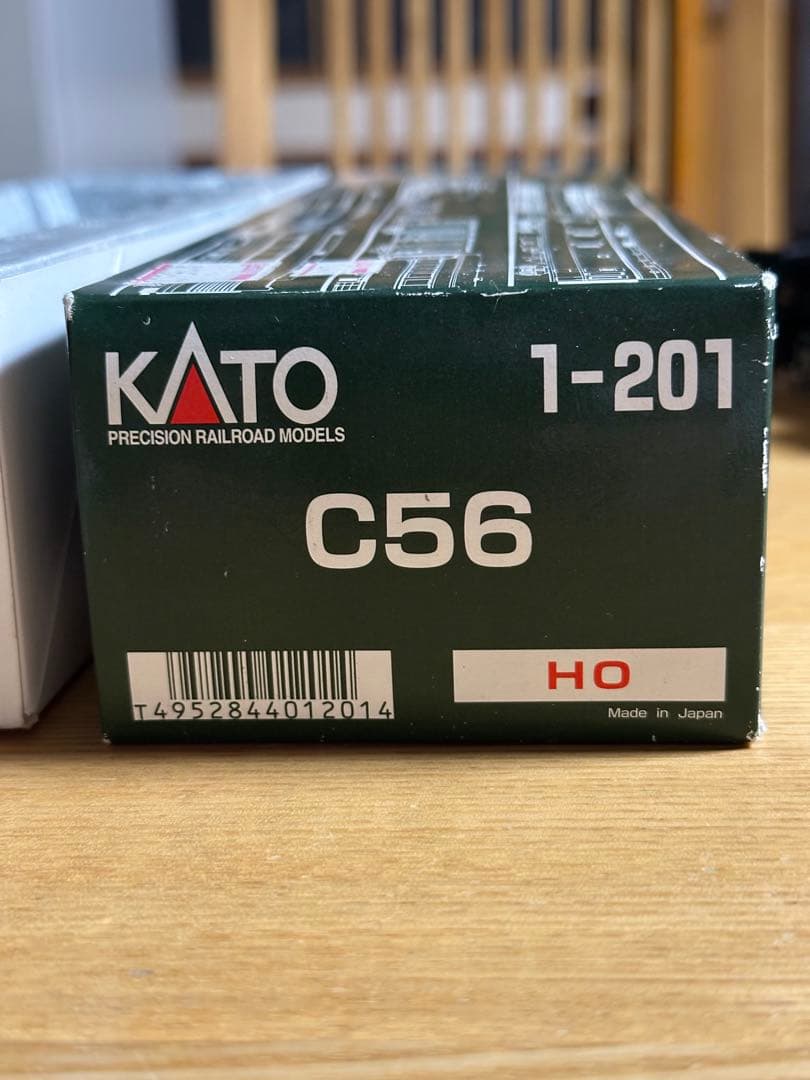 KATO
PRECISION RAILROAD MODELS
1-201
C56
T4952844012014
HO
Made in Japan